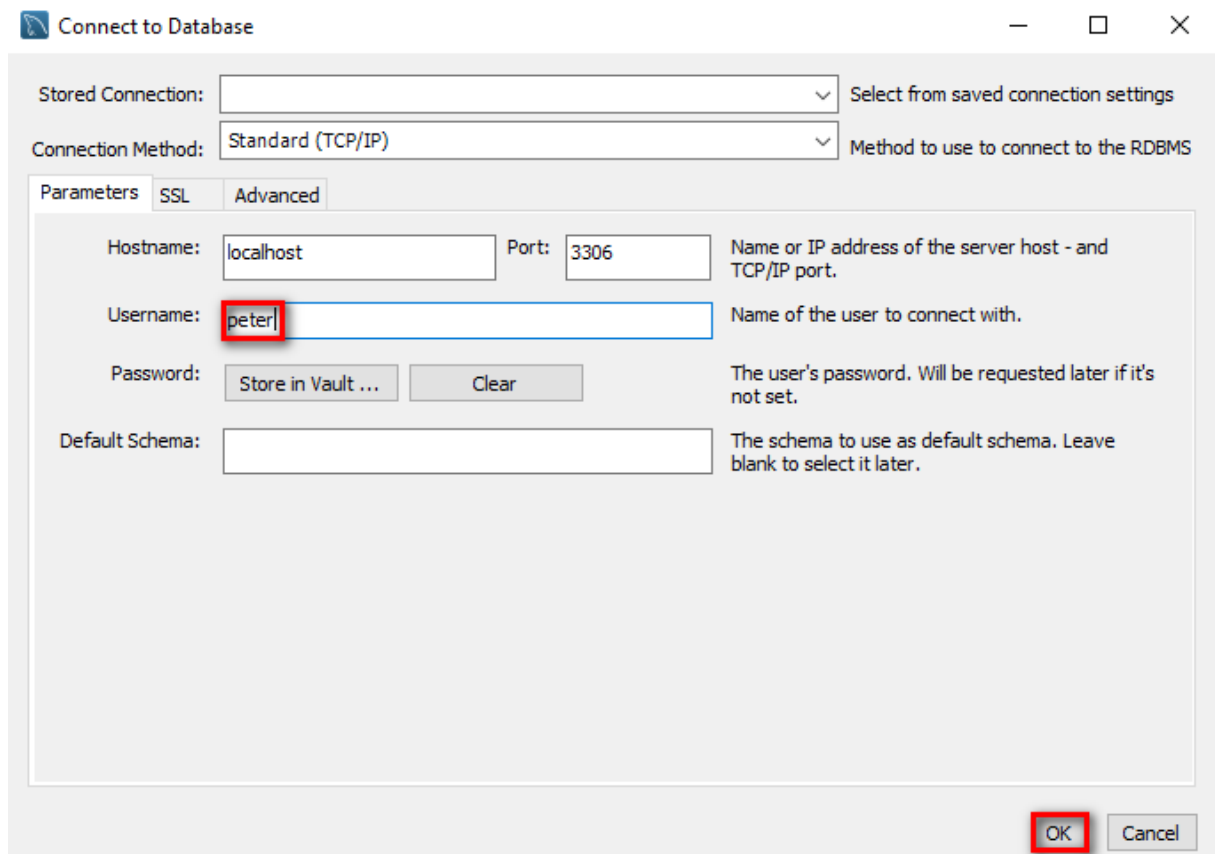 Connect to Database
Stored Connection:
Select from saved connection settings
Connection Method: Standard (TCP/IP)
Method to use to connect to the RDBMS
Parameters SSL Advanced
Hostname: localhost Port: 3306
Name or IP address of the server host - and
TCP/IP port.
Username: peter
Name of the user to connect with.
Password: Store in Vault ... Clear
The user's password. Will be requested later if it's
not set.
Default Schema:
The schema to use as default schema. Leave
blank to select it later.
OK Cancel